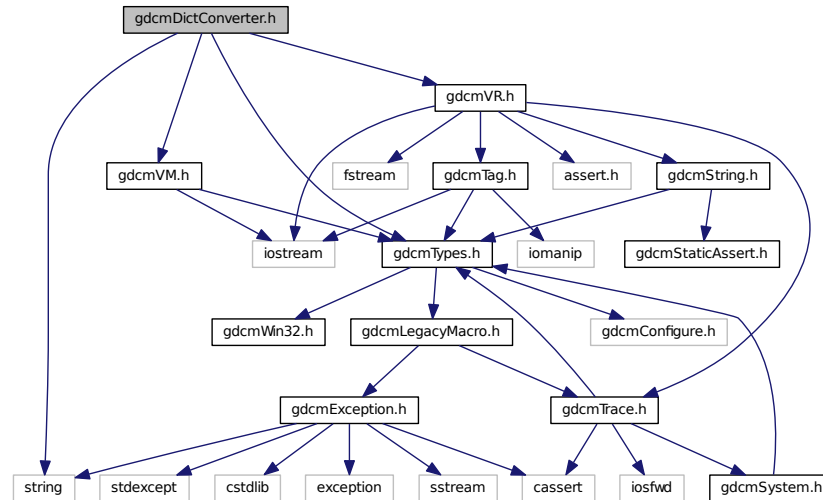 gdcmDictConverter.h
gdcmVR.h
gdcmVM.h
fstream
gdcmTag.h
assert.h
gdcmString.h
iostream
gdcmTypes.h
iomanip
gdcmStaticAssert.h
gdcmWin32.h
gdcmLegacyMacro.h
gdcmConfigure.h
gdcmException.h
gdcmTrace.h
string
stdexcept
cstdlib
exception
sstream
cassert
iosfwd
gdcmSystem.h